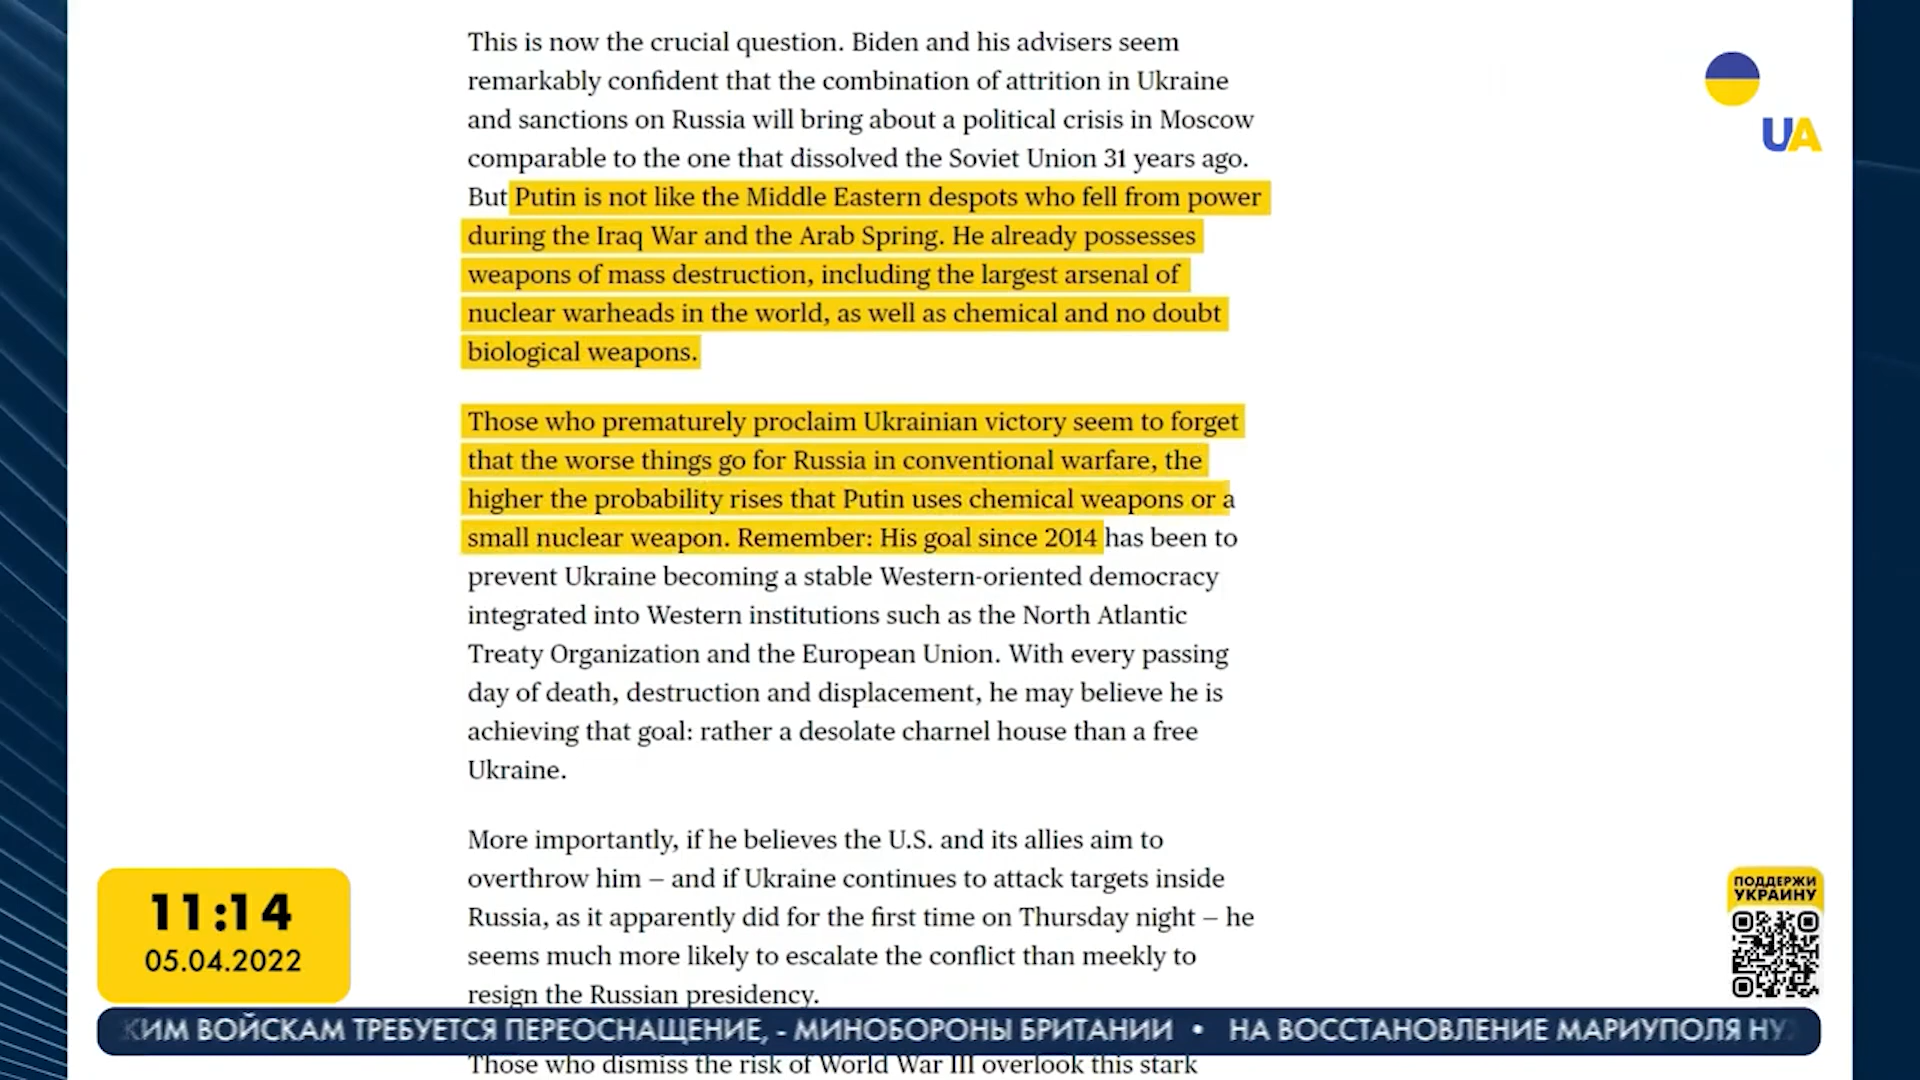 This is now the crucial question. Biden and his advisers seem
remarkably confident that the combination of attrition in Ukraine
and sanctions on Russia will bring about a political crisis in Moscow
comparable to the one that dissolved the Soviet Union 31 years ago.
But Putin is not like the Middle Eastern despots who fell from power
during the Iraq War and the Arab Spring. He already possesses
weapons of mass destruction, including the largest arsenal of
nuclear warheads in the world, as well as chemical and no doubt
biological weapons.
Those who prematurely proclaim Ukrainian victory seem to forget
that the worse things go for Russia in conventional warfare, the
higher the probability rises that Putin uses chemical weapons or a
small nuclear weapon. Remember: His goal since 2014 has been to
prevent Ukraine becoming a stable Western-oriented democracy
integrated into Western institutions such as the North Atlantic
Treaty Organization and the European Union. With every passing
day of death, destruction and displacement, he may believe he is
achieving that goal: rather a desolate charnel house than a free
Ukraine.
More importantly, if he believes the U.S. and its allies aim to
overthrow him — and if Ukraine continues to attack targets inside
Russia, as it apparently did for the first time on Thursday night — he
seems much more likely to escalate the conflict than meekly to
resign the Russian presidency.
Those who dismiss the risk of World War III overlook this stark
UA
11:14
05.04.2022
ПОДДЕРЖИ
УКРАИНУ
КИМ ВОЙСКАМ ТРЕБУЕТСЯ ПЕРЕОСНАЩЕНИЕ, - МИНОБОРОНЫ БРИТАНИИ • НА ВОССТАНОВЛЕНИЕ МАРИУПОЛЯ НУ